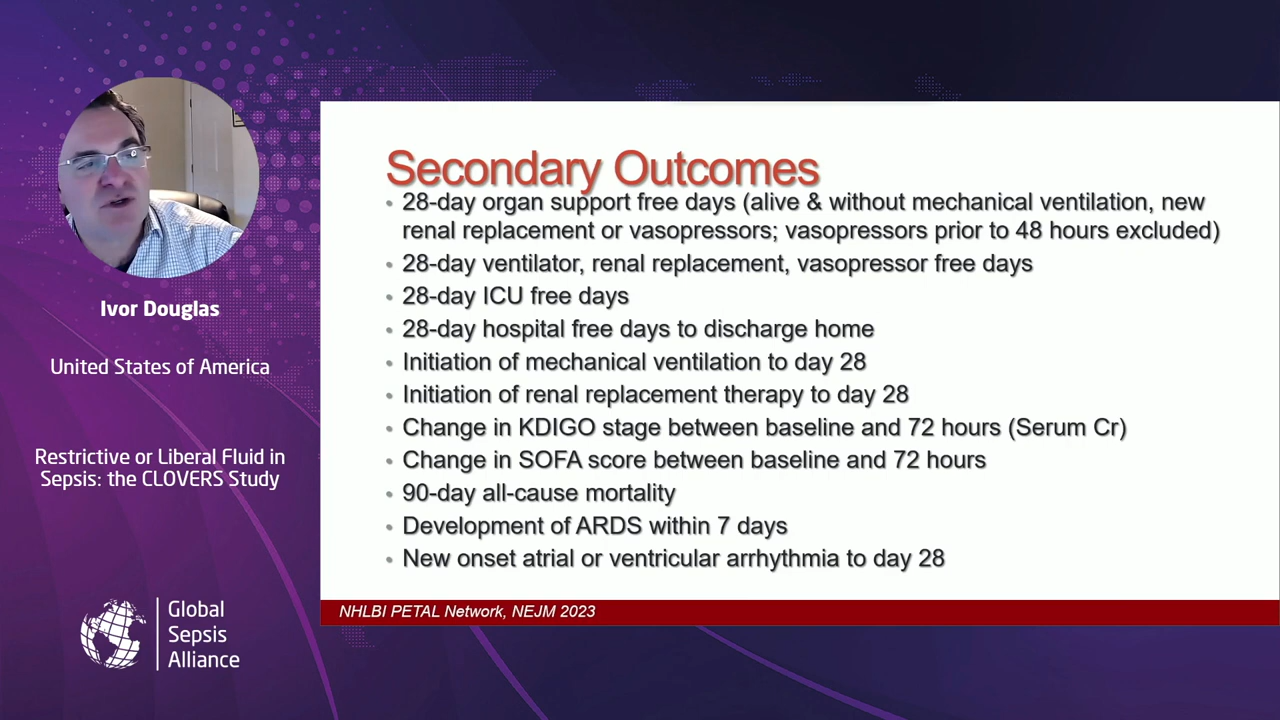 Ivor Douglas
United States of America
Restrictive or Liberal Fluid in
Sepsis: the CLOVERS Study
Global
Sepsis
Alliance
Secondary Outcomes
• 28-day organ support free days (alive & without mechanical ventilation, new
renal replacement or vasopressors; vasopressors prior to 48 hours excluded)
• 28-day ventilator, renal replacement, vasopressor free days
• 28-day ICU free days
• 28-day hospital free days to discharge home
• Initiation of mechanical ventilation to day 28
• Initiation of renal replacement therapy to day 28
• Change in KDIGO stage between baseline and 72 hours (Serum Cr)
• Change in SOFA score between baseline and 72 hours
• 90-day all-cause mortality
• Development of ARDS within 7 days
• New onset atrial or ventricular arrhythmia to day 28
NHLBI PETAL Network, NEJM 2023